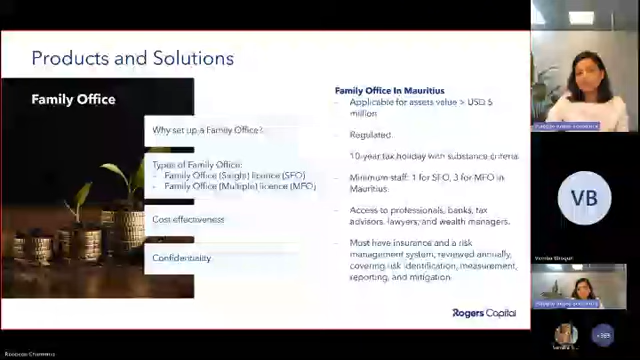 Products and Solutions
Family Office
Why set up a Family Office?
Types of Family Office:
- Family Office (Single) licence (SFO)
- Family Office (Multiple) licence (MFO)
Cost effectiveness
Confidentiality
Family Office In Mauritius
- Applicable for assets value > USD 5
million
- Regulated.
10-year tax holiday with substance criteria
- Minimum staff: 1 for SFO, 3 for MFO in
Mauritius.
- Access to professionals, banks, tax
advisors, lawyers, and wealth managers.
- Must have insurance and a risk
management system, reviewed annually,
covering risk identification, measurement,
reporting, and mitigation.
Rogers Capital
VB